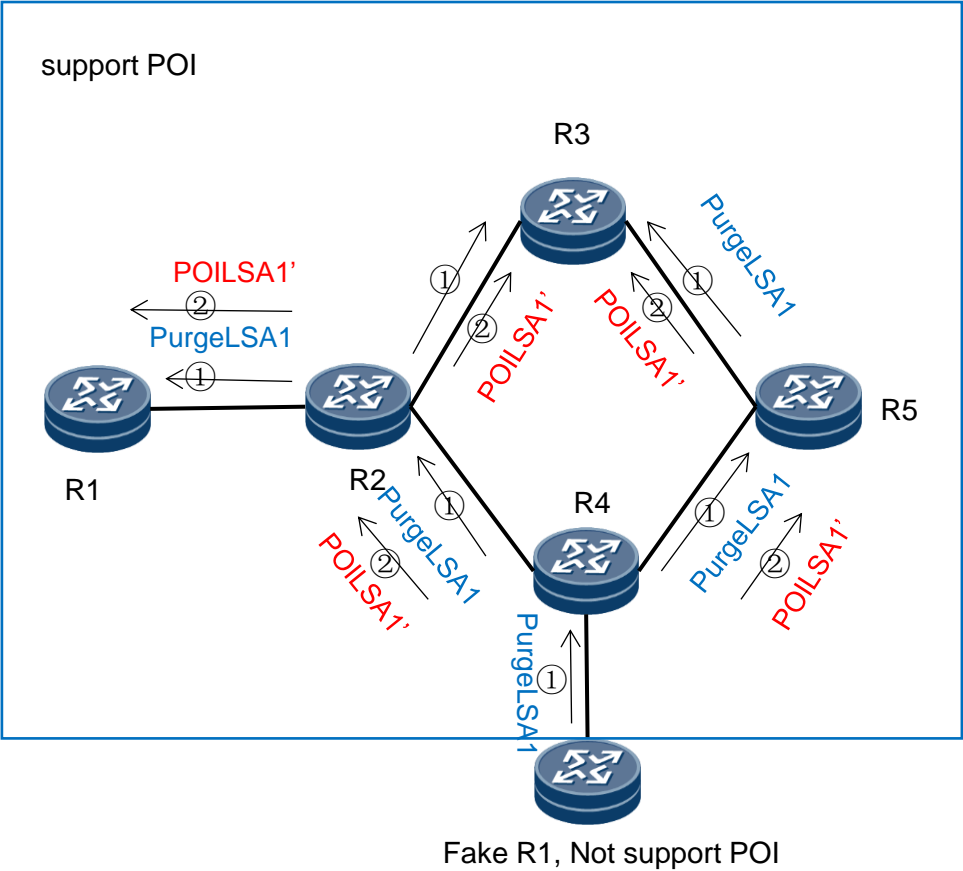 support POI
R3
PurgeLSA1
①
①
POILSA1’
②
②
②
POILSA1’
POILSA1’
PurgeLSA1
①
R1
R2
R5
R4
①
PurgeLSA1
①
PurgeLSA1
②
POILSA1’
②
POILSA1’
PurgeLSA1
①
Fake R1, Not support POI